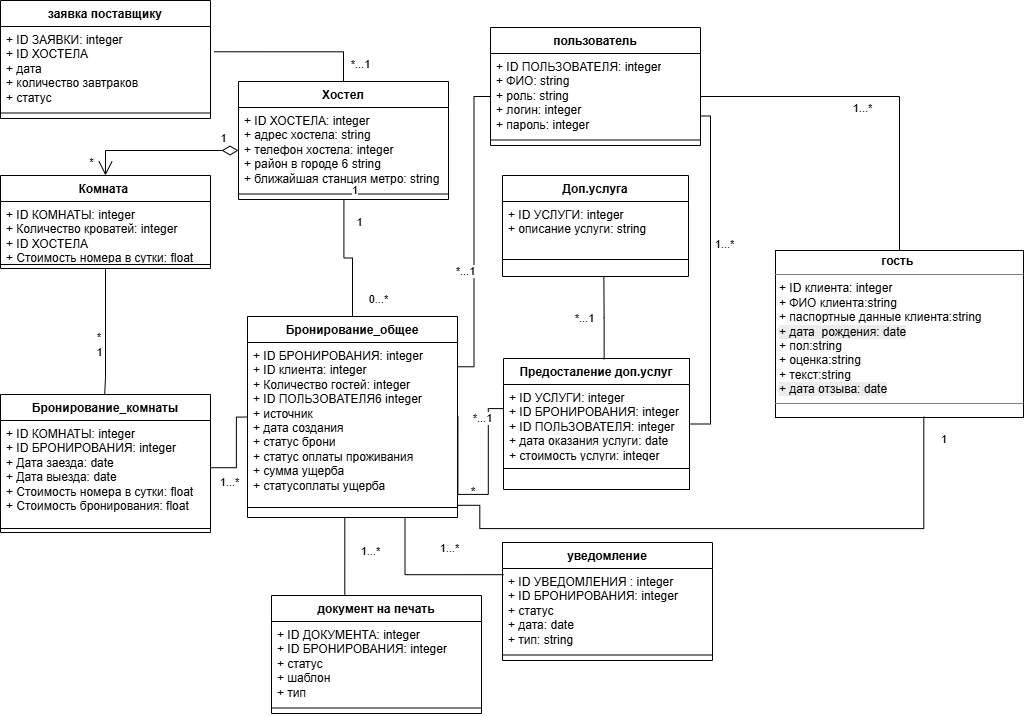 заявка поставщику
+ ID ЗАЯВКИ: integer
+ ID ХОСТЕЛА
+ дата
+ количество завтраков
+ статус
*...1
Хостел
+ ID ХОСТЕЛА: integer
+ адрес хостела: string
+ телефон хостела: integer
+ район в городе 6 string
+ ближайшая станция метро: string
1
1
*
1
Комната
+ ID КОМНАТЫ: integer
+ Количество кроватей: integer
+ ID ХОСТЕЛА
+ Стоимость номера в сутки: float
*
1
0...*
Бронирование_комнаты
+ ID КОМНАТЫ: integer
+ ID БРОНИРОВАНИЯ: integer
+ Дата заезда: date
+ Дата выезда: date
+ Стоимость номера в сутки: float
+ Стоимость бронирования: float
1...*
Бронирование_общее
+ ID БРОНИРОВАНИЯ: integer
+ ID клиента: integer
+ Количество гостей: integer
+ ID ПОЛЬЗОВАТЕЛЯ6 integer
+ источник
+ дата создания
+ статус брони
+ статус оплаты проживания
+ сумма ущерба
+ статусоплаты ущерба
пользователь
+ ID ПОЛЬЗОВАТЕЛЯ: integer
+ ФИО: string
+ роль: string
+ логин: integer
+ пароль: integer
1...*
*...1
1...*
Доп.услуга
+ ID УСЛУГИ: integer
+ описание услуги: string
*...1
Предосталение доп.услуг
+ ID УСЛУГИ: integer
+ ID БРОНИРОВАНИЯ: integer
+ ID ПОЛЬЗОВАТЕЛЯ: integer
+ дата оказания услуги: date
+ стоимость услуги: integer
*...1
*
гость
+ ID клиента: integer
+ ФИО клиента:string
+ паспортные данные клиента:string
+ дата рождения: date
+ пол:string
+ оценка:string
+ текст:string
+ дата отзыва: date
1
1...*
1...*
документ на печать
+ ID ДОКУМЕНТА: integer
+ ID БРОНИРОВАНИЯ: integer
+ статус
+ шаблон
+ тип
уведомление
+ ID УВЕДОМЛЕНИЯ : integer
+ ID БРОНИРОВАНИЯ: integer
+ статус
+ дата: date
+ тип: string